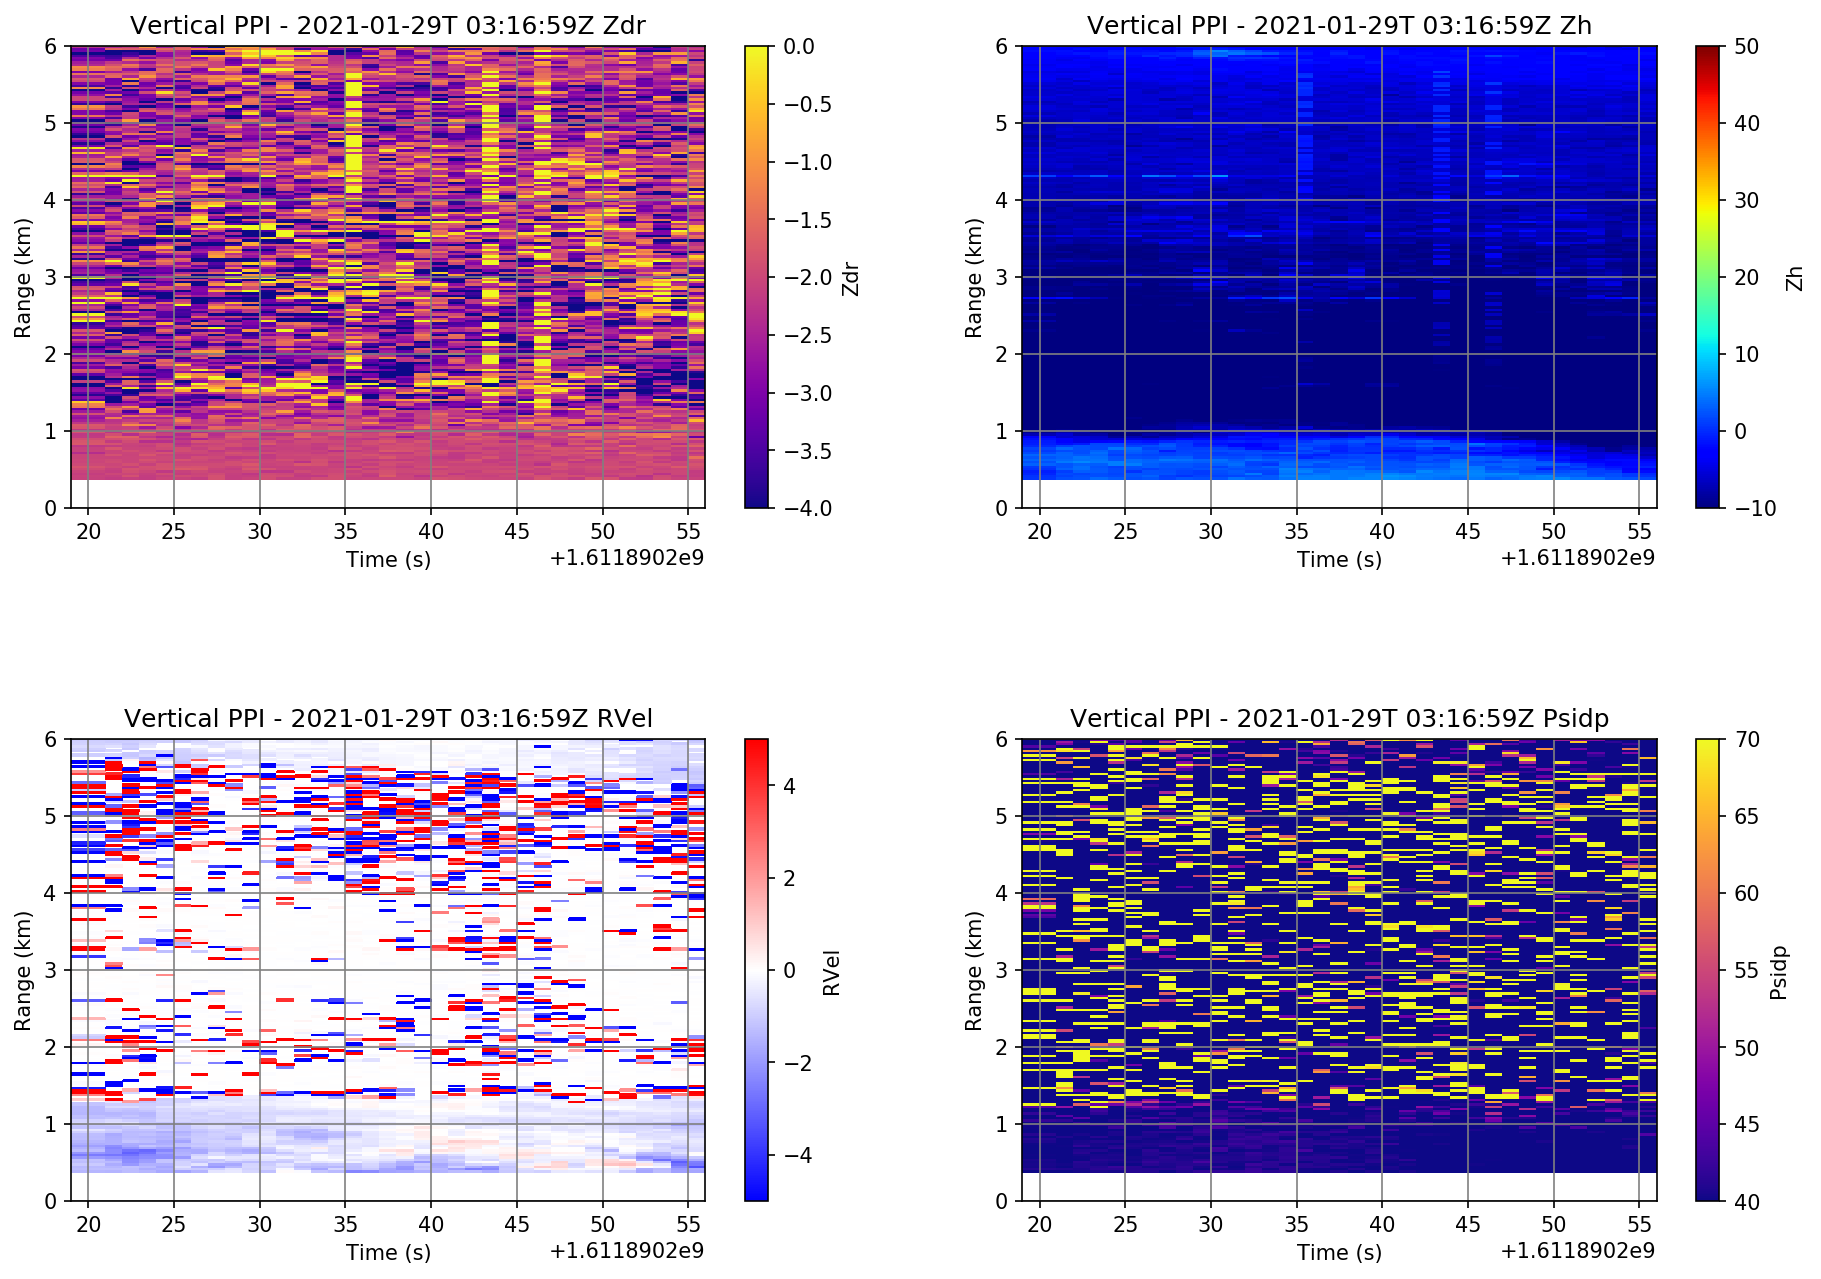 Vertical PPI - 2021-01-29T 03:16:59Z Zdr
6
5
4
3
2
1
0
Range (km)
20 25 30 35 40 45 50 55
Time (s)
+1.6118902e9
0.0
−0.5
−1.0
−1.5
−2.0
−2.5
−3.0
−3.5
−4.0
Zdr
Vertical PPI - 2021-01-29T 03:16:59Z Zh
6
5
4
3
2
1
0
Range (km)
20 25 30 35 40 45 50 55
Time (s)
+1.6118902e9
50
40
30
20
10
0
−10
Zh
Vertical PPI - 2021-01-29T 03:16:59Z RVel
6
5
4
3
2
1
0
Range (km)
20 25 30 35 40 45 50 55
Time (s)
+1.6118902e9
4
2
0
−2
−4
RVel
Vertical PPI - 2021-01-29T 03:16:59Z Psidp
6
5
4
3
2
1
0
Range (km)
20 25 30 35 40 45 50 55
Time (s)
+1.6118902e9
70
65
60
55
50
45
40
Psidp